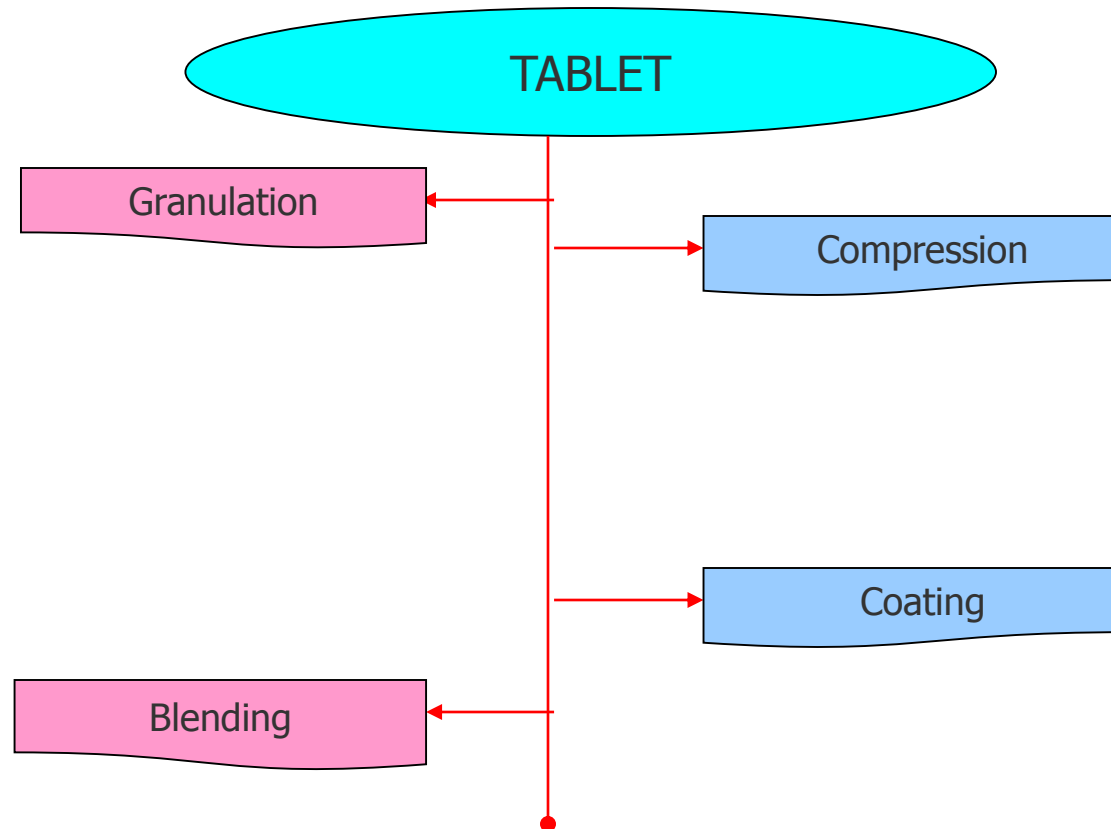 TABLET
Granulation
Compression
Coating
Blending